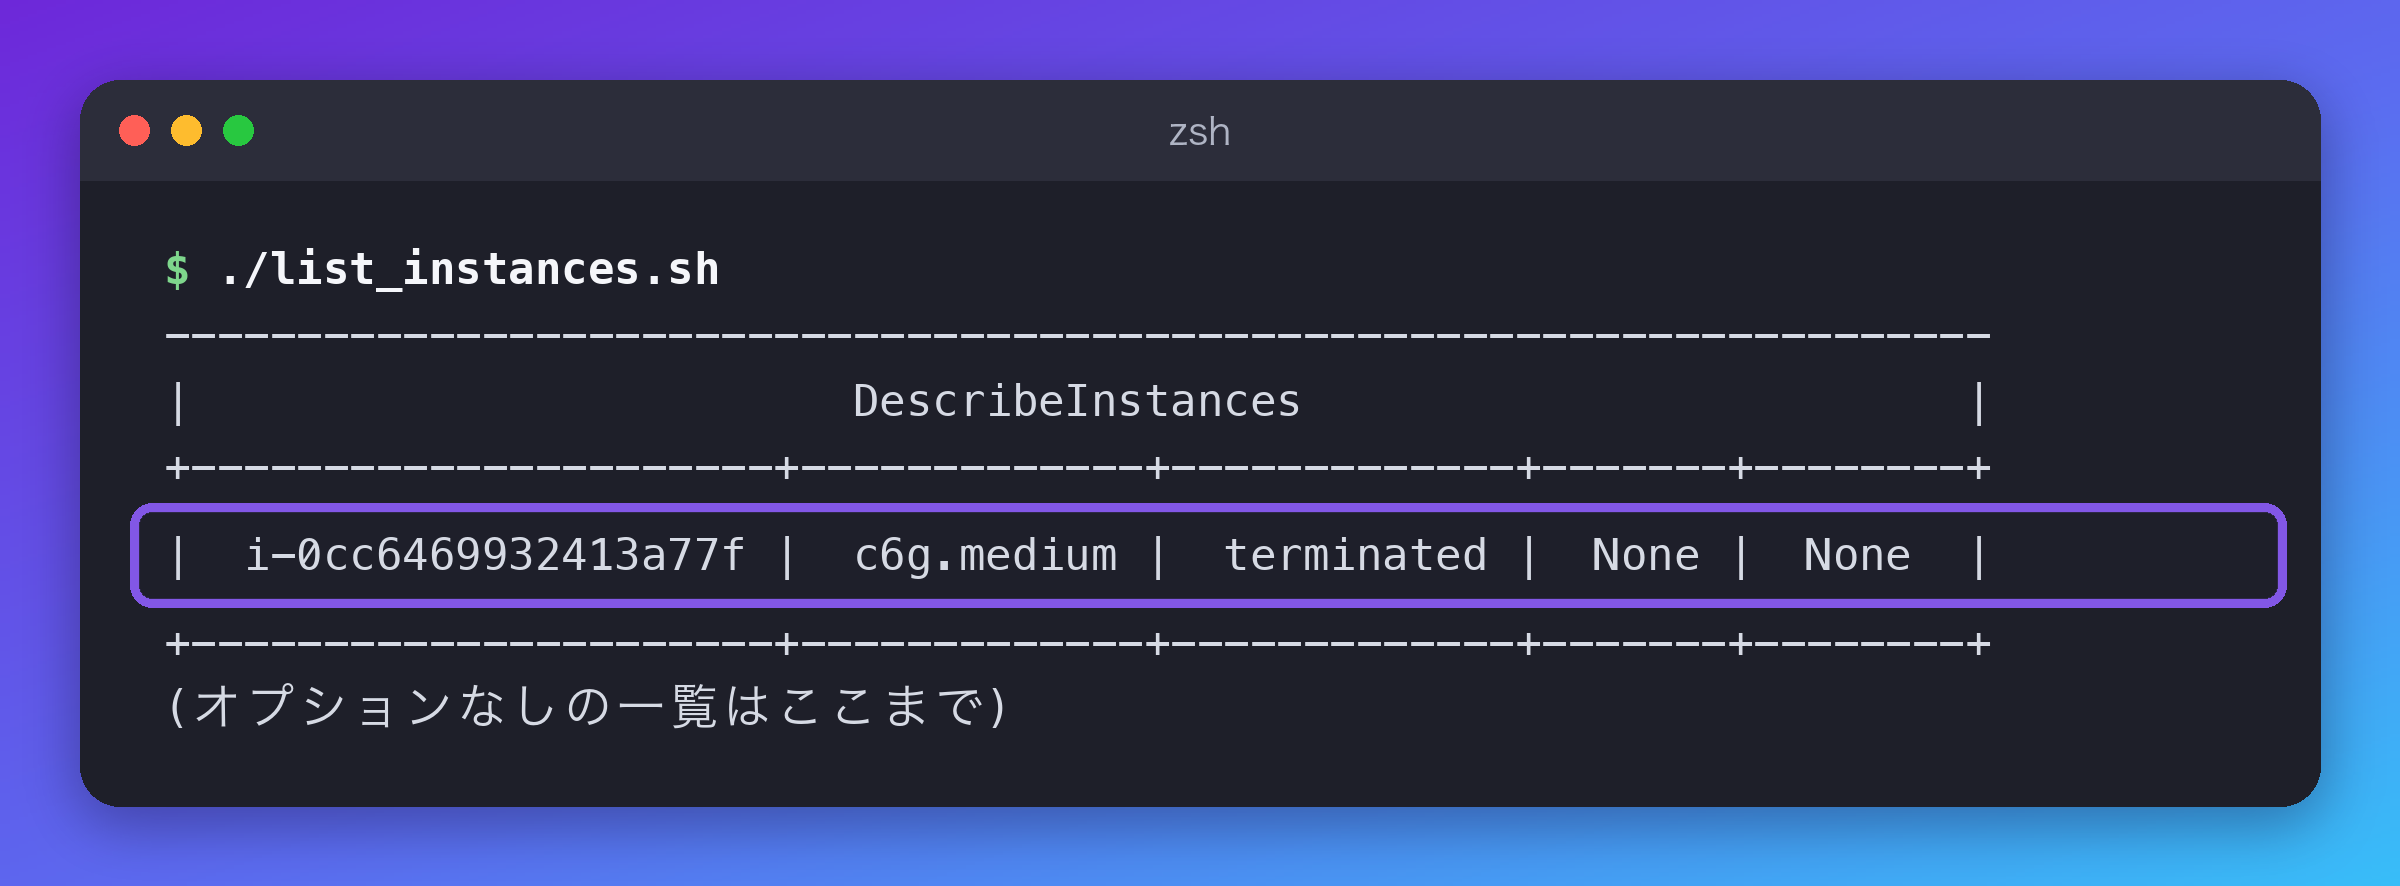 zsh
$ ./list_instances.sh
---------------------------------------------------------------------
|                         DescribeInstances                         |
+----------------------+-------------+-------------+-------+--------+
|  i-0cc6469932413a77f |  c6g.medium |  terminated |  None |  None  |
+----------------------+-------------+-------------+-------+--------+
(オプションなしの一覧はここまで)